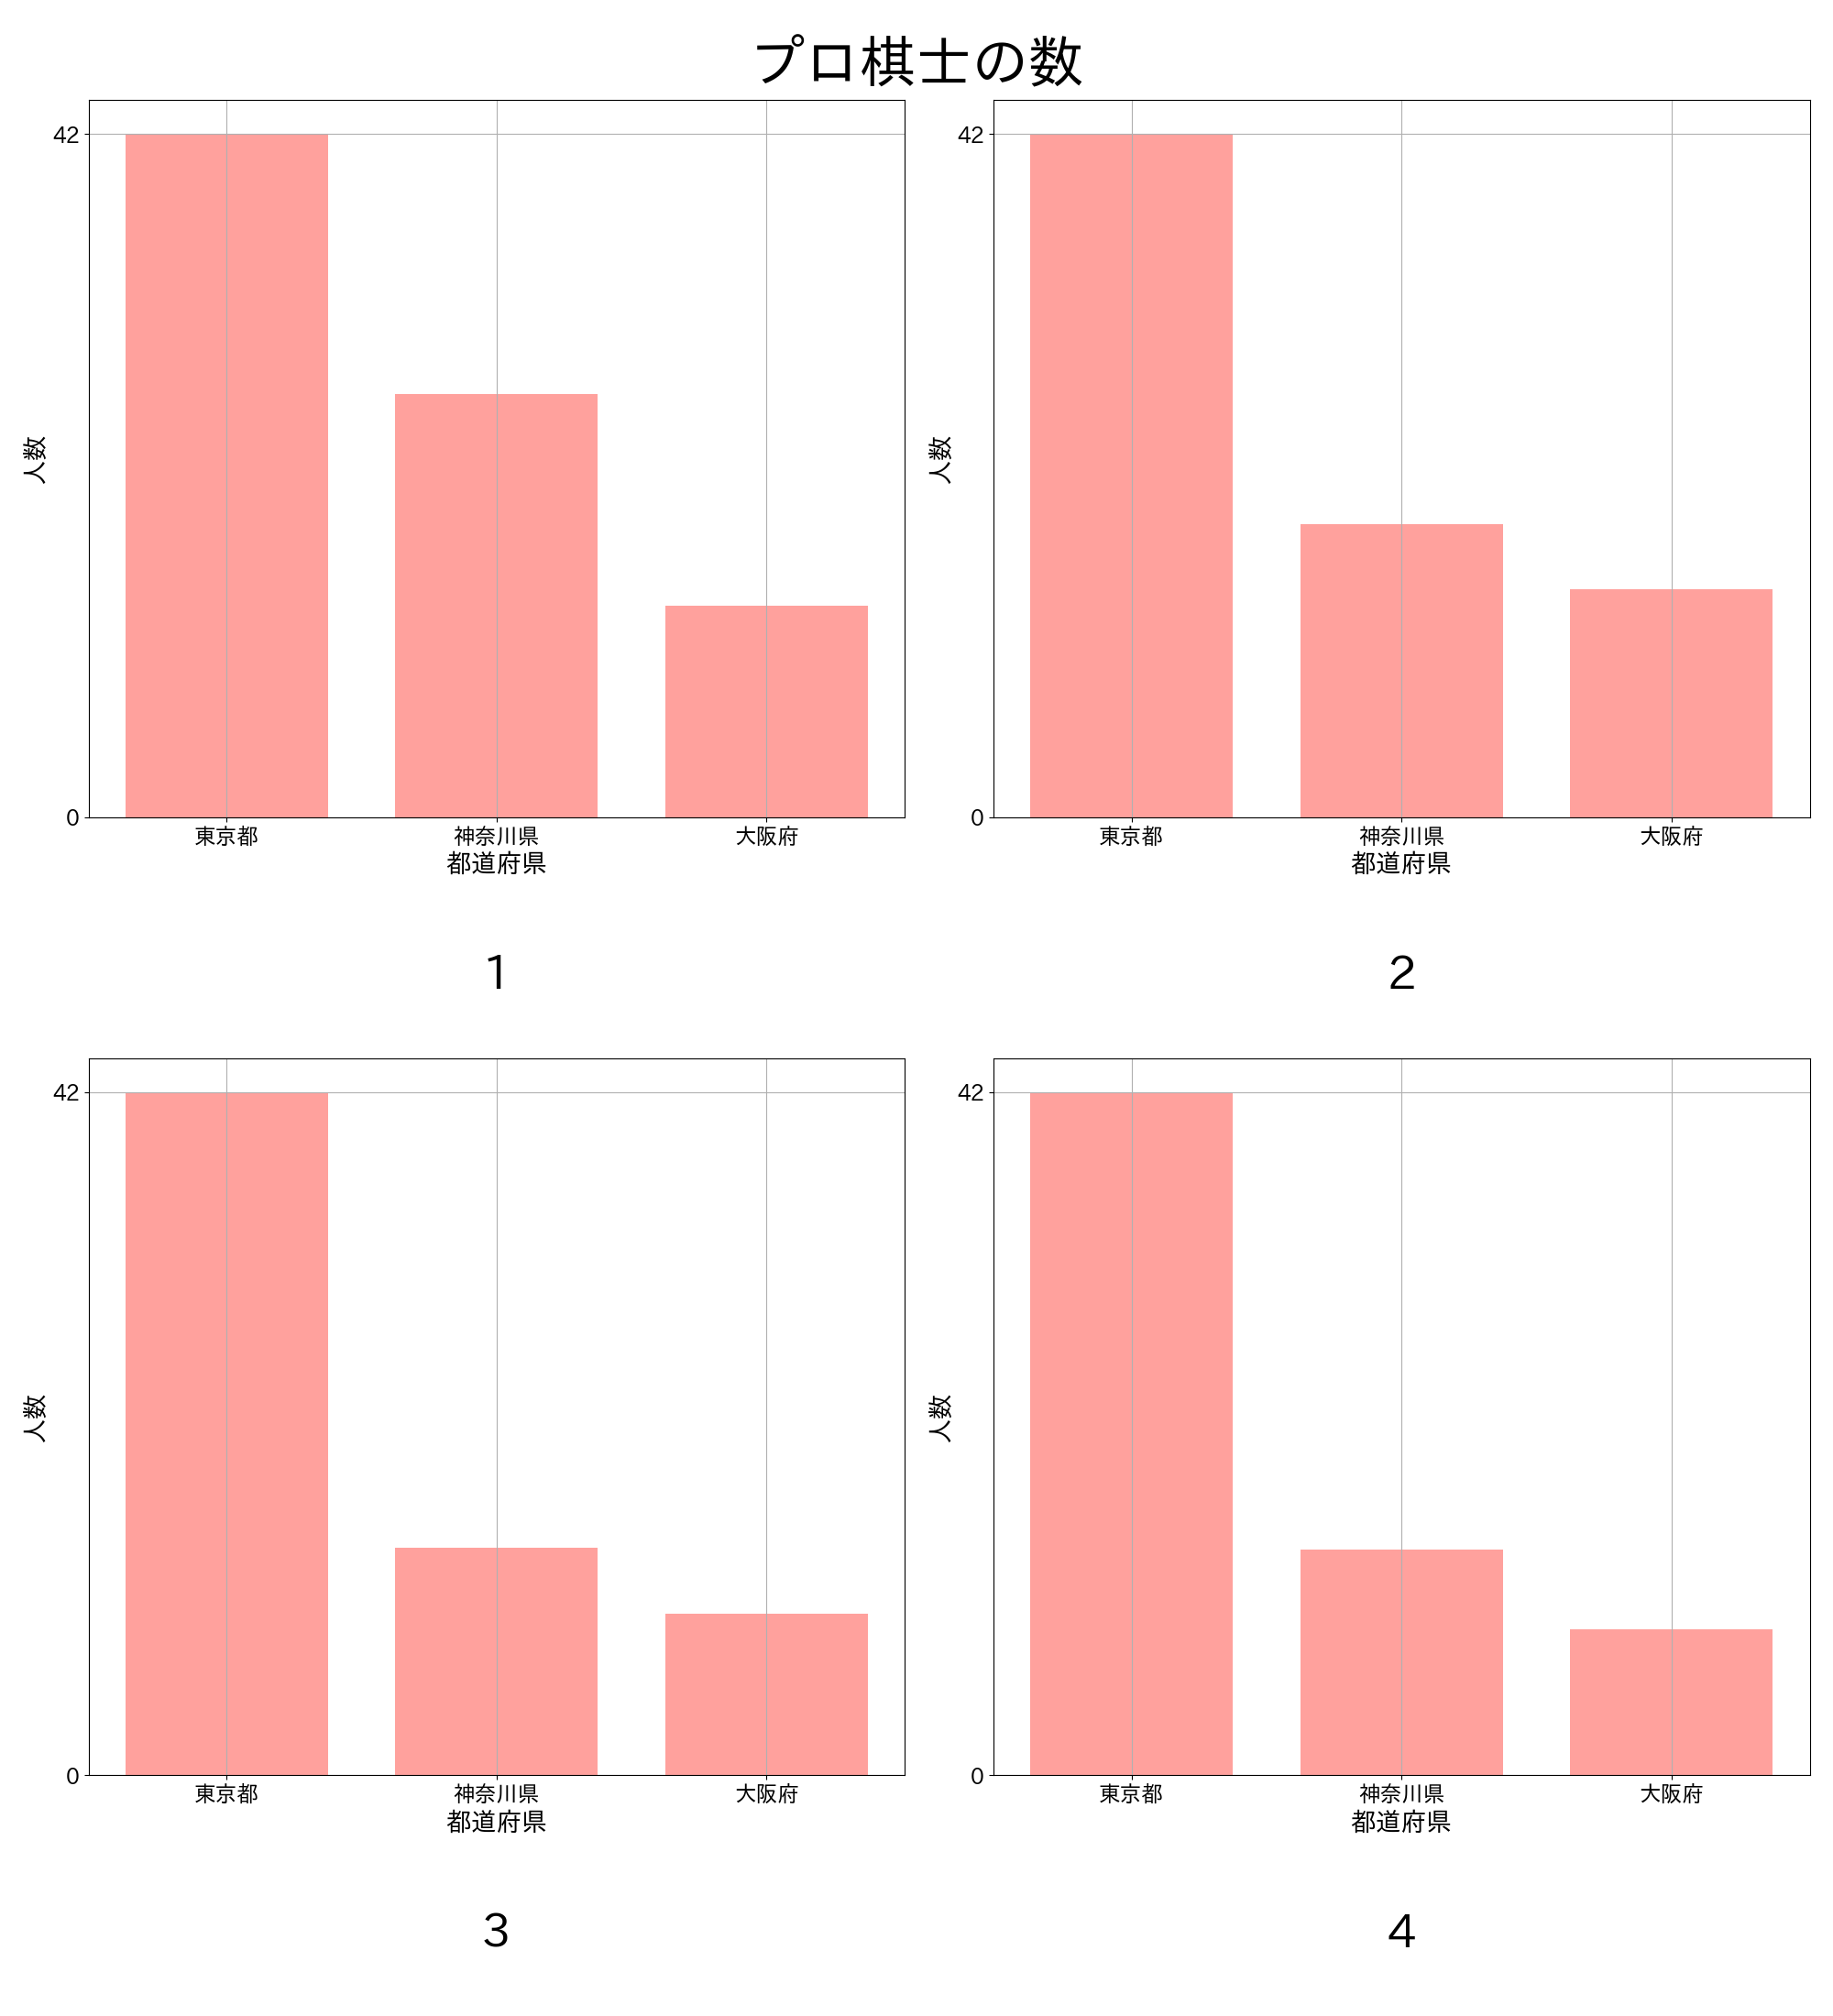 プロ棋士の数
42
人数
0
東京都 神奈川県 大阪府
都道府県
1
42
人数
0
東京都 神奈川県 大阪府
都道府県
2
42
人数
0
東京都 神奈川県 大阪府
都道府県
3
42
人数
0
東京都 神奈川県 大阪府
都道府県
4